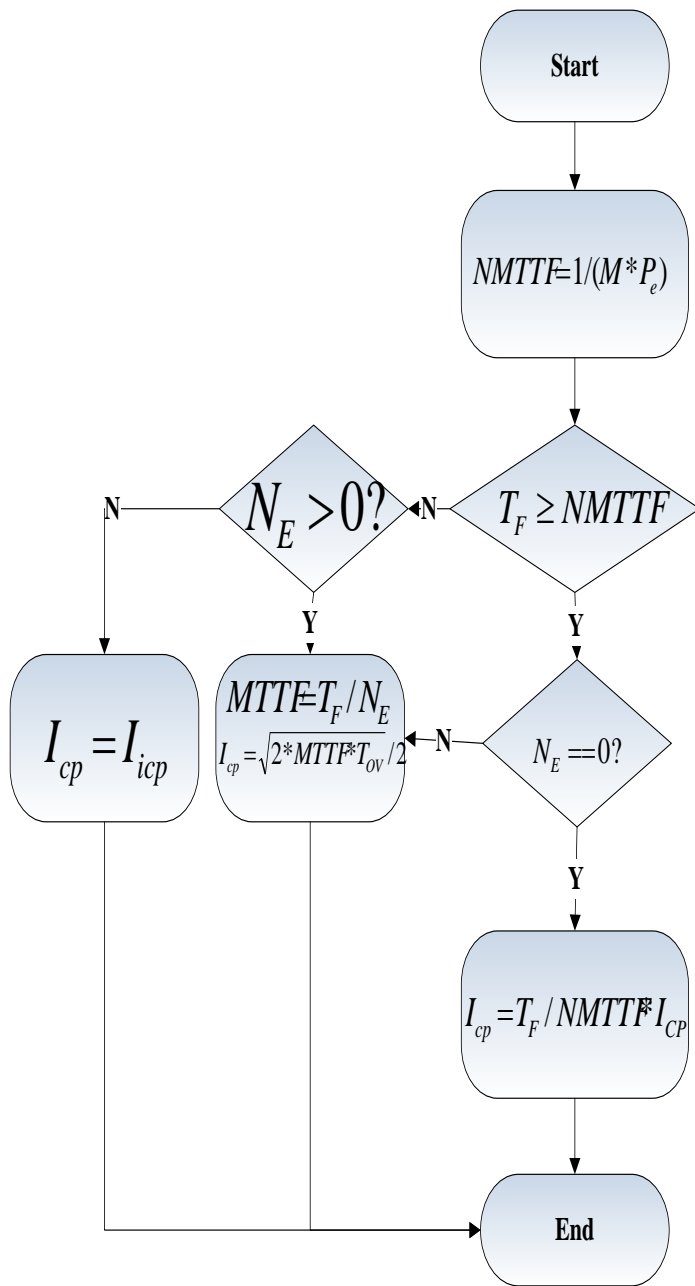 Start
NMTTF=1/(M*P_e)
N_E >0?
N
T_F ≥ NMTTF
N
Y
Y
I_cp = I_icp
MTTF=T_F/N_E
I_cp=√2*MTTF*T_OV/2
N
N_E ==0?
Y
I_cp=T_F/NMTTF*I_CP
End